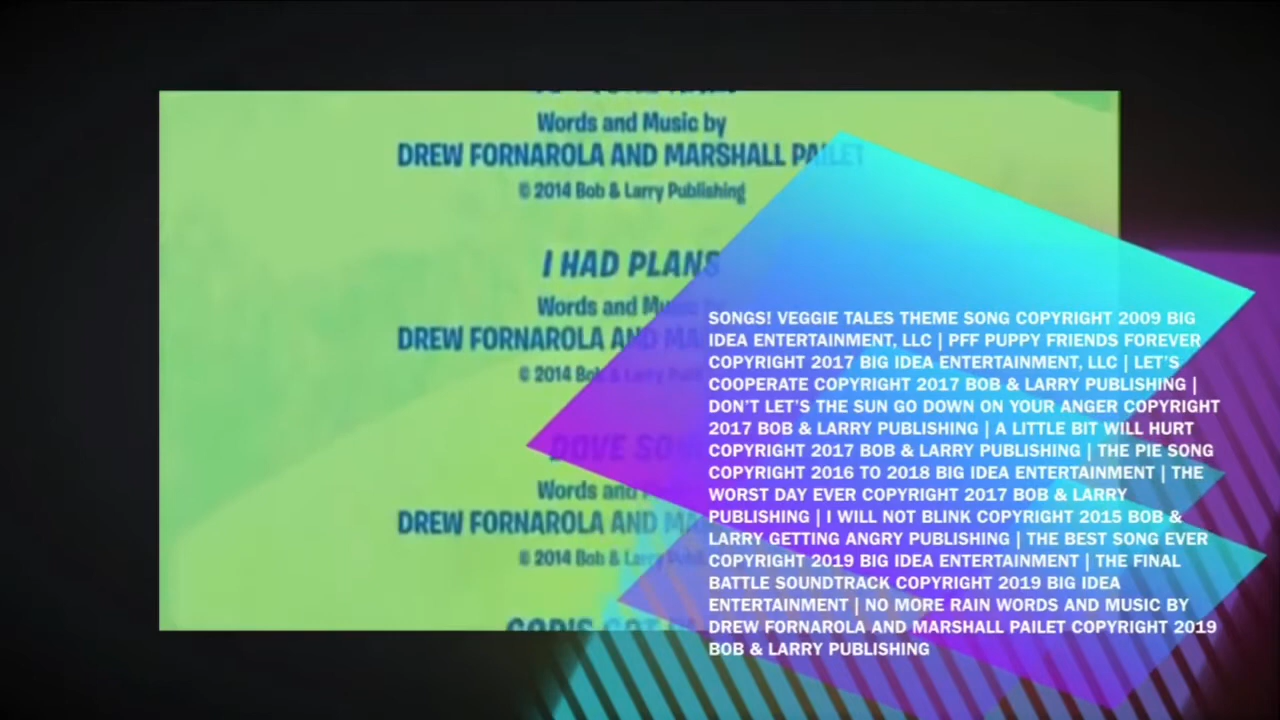 Words and Music by
DREW FORNAROLA AND MARSHALL PAILET
© 2014 Bob & Larry Publishing
I HAD PLANS
Words and Music by
DREW FORNAROLA AND MA
© 2014 Bob & Larry Publ
DOVE SO
Words and
DREW FORNAROLA AND MA
© 2014 Bob & Larry Publ
SONGS! VEGGIE TALES THEME SONG COPYRIGHT 2009 BIG
IDEA ENTERTAINMENT, LLC | PFF PUPPY FRIENDS FOREVER
COPYRIGHT 2017 BIG IDEA ENTERTAINMENT, LLC | LET'S
COOPERATE COPYRIGHT 2017 BOB & LARRY PUBLISHING |
DON'T LET'S THE SUN GO DOWN ON YOUR ANGER COPYRIGHT
2017 BOB & LARRY PUBLISHING | A LITTLE BIT WILL HURT
COPYRIGHT 2017 BOB & LARRY PUBLISHING | THE PIE SONG
COPYRIGHT 2016 TO 2018 BIG IDEA ENTERTAINMENT | THE
WORST DAY EVER COPYRIGHT 2017 BOB & LARRY
PUBLISHING | I WILL NOT BLINK COPYRIGHT 2015 BOB &
LARRY GETTING ANGRY PUBLISHING | THE BEST SONG EVER
COPYRIGHT 2019 BIG IDEA ENTERTAINMENT | THE FINAL
BATTLE SOUNDTRACK COPYRIGHT 2019 BIG IDEA
ENTERTAINMENT | NO MORE RAIN WORDS AND MUSIC BY
DREW FORNAROLA AND MARSHALL PAILET COPYRIGHT 2019
BOB & LARRY PUBLISHING